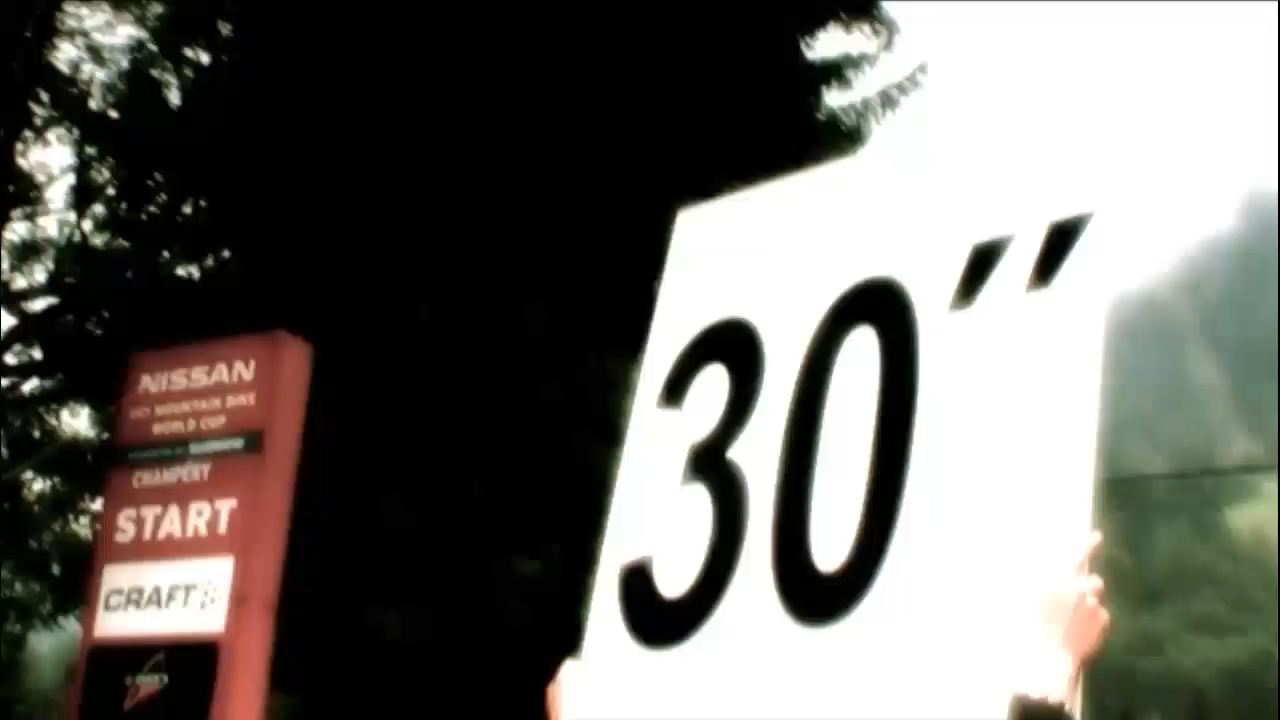 NISSAN
UCI MOUNTAIN BIKE
WORLD CUP
CHAMPÉRY
START
CRAFT
30''